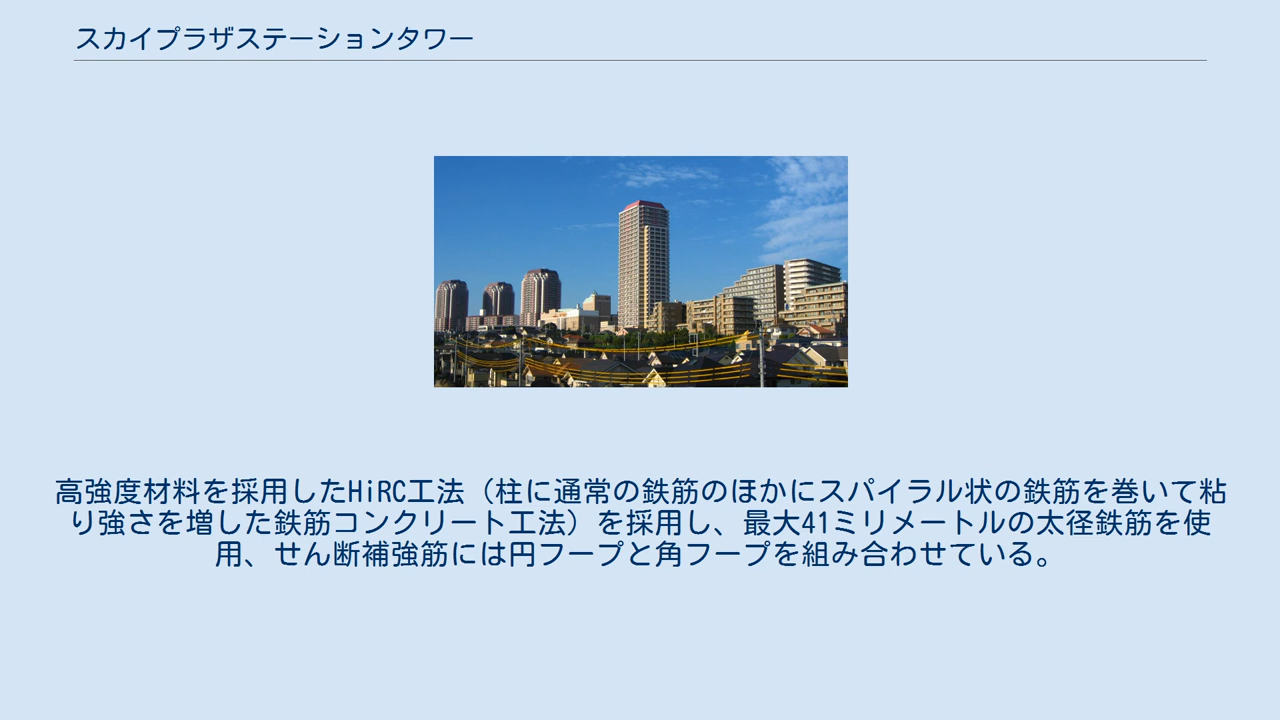 スカイプラザステーションタワー
高強度材料を採用したHiRC工法（柱に通常の鉄筋のほかにスパイラル状の鉄筋を巻いて粘
り強さを増した鉄筋コンクリート工法）を採用し、最大41ミリメートルの太径鉄筋を使
用、せん断補強筋には円フープと角フープを組み合わせている。